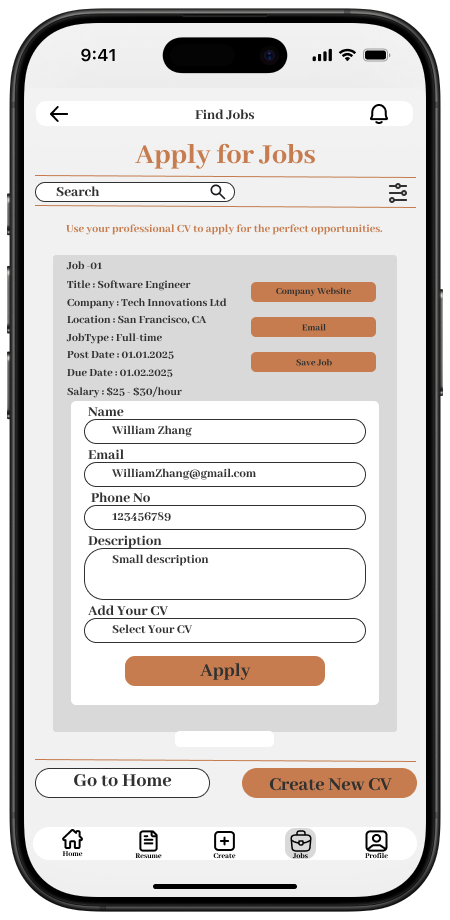 9:41
Find Jobs
Apply for Jobs
Search
Use your professional CV to apply for the perfect opportunities.
Job -01
Title : Software Engineer
Company : Tech Innovations Ltd
Location : San Francisco, CA
JobType : Full-time
Post Date : 01.01.2025
Due Date : 01.02.2025
Salary : $25 - $30/hour
Company Website
Email
Save Job
Name
William Zhang
Email
WilliamZhang@gmail.com
Phone No
123456789
Description
Small description
Add Your CV
Select Your CV
Apply
Go to Home
Create New CV
Home
Resume
Create
Jobs
Profile